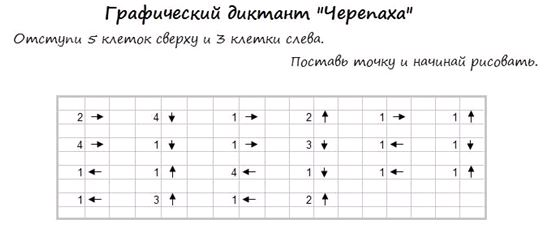 Графический диктант "Черепаха"
Отступи 5 клеток сверху и 3 клетки слева.
Поставь точку и начинай рисовать.
2 → 4 ↓ 1 → 2 ↑ 1 → 1 ↑
4 → 1 ↓ 1 → 3 ↓ 1 ← 1 ↓
1 ← 1 ↑ 4 ← 1 ↓ 1 ← 1 ↑
1 ← 3 ↑ 1 ← 2 ↑